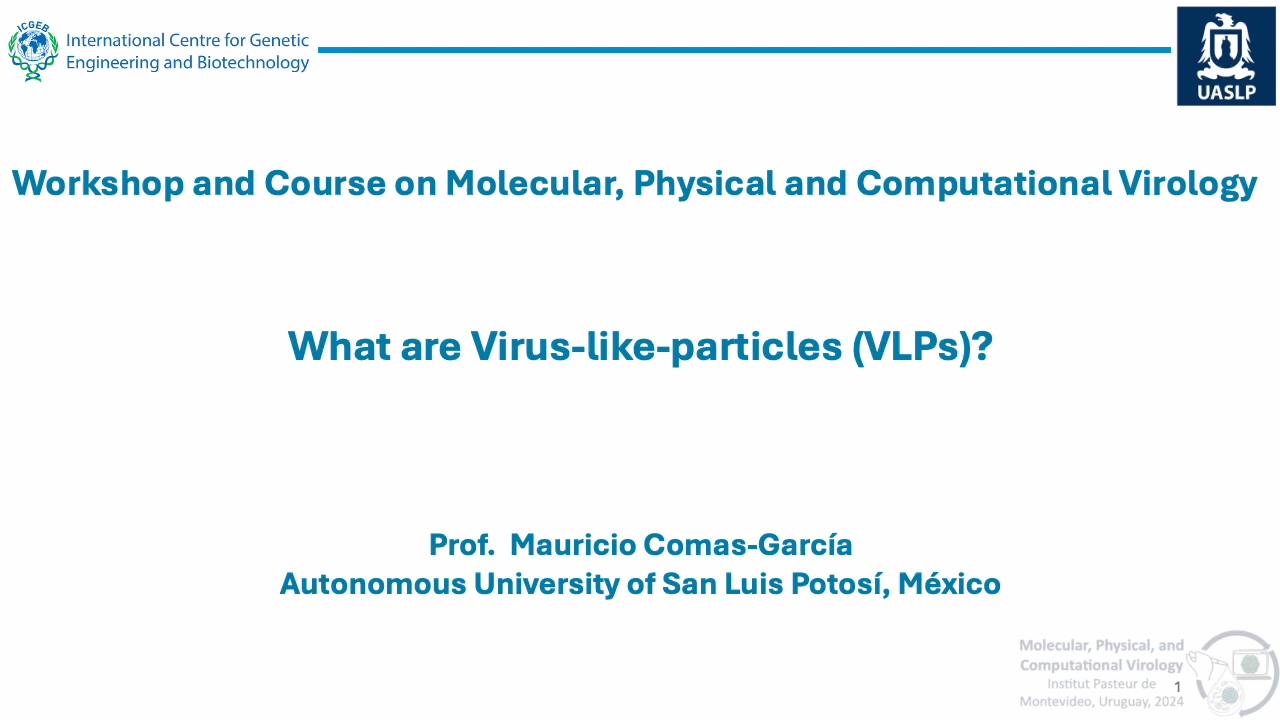 ICGEB
International Centre for Genetic
Engineering and Biotechnology
UASLP
Workshop and Course on Molecular, Physical and Computational Virology
What are Virus-like-particles (VLPs)?
Prof.  Mauricio Comas-García
Autonomous University of San Luis Potosí, México
Molecular, Physical, and
Computational Virology
Institut Pasteur de
Montevideo, Uruguay, 2024
1